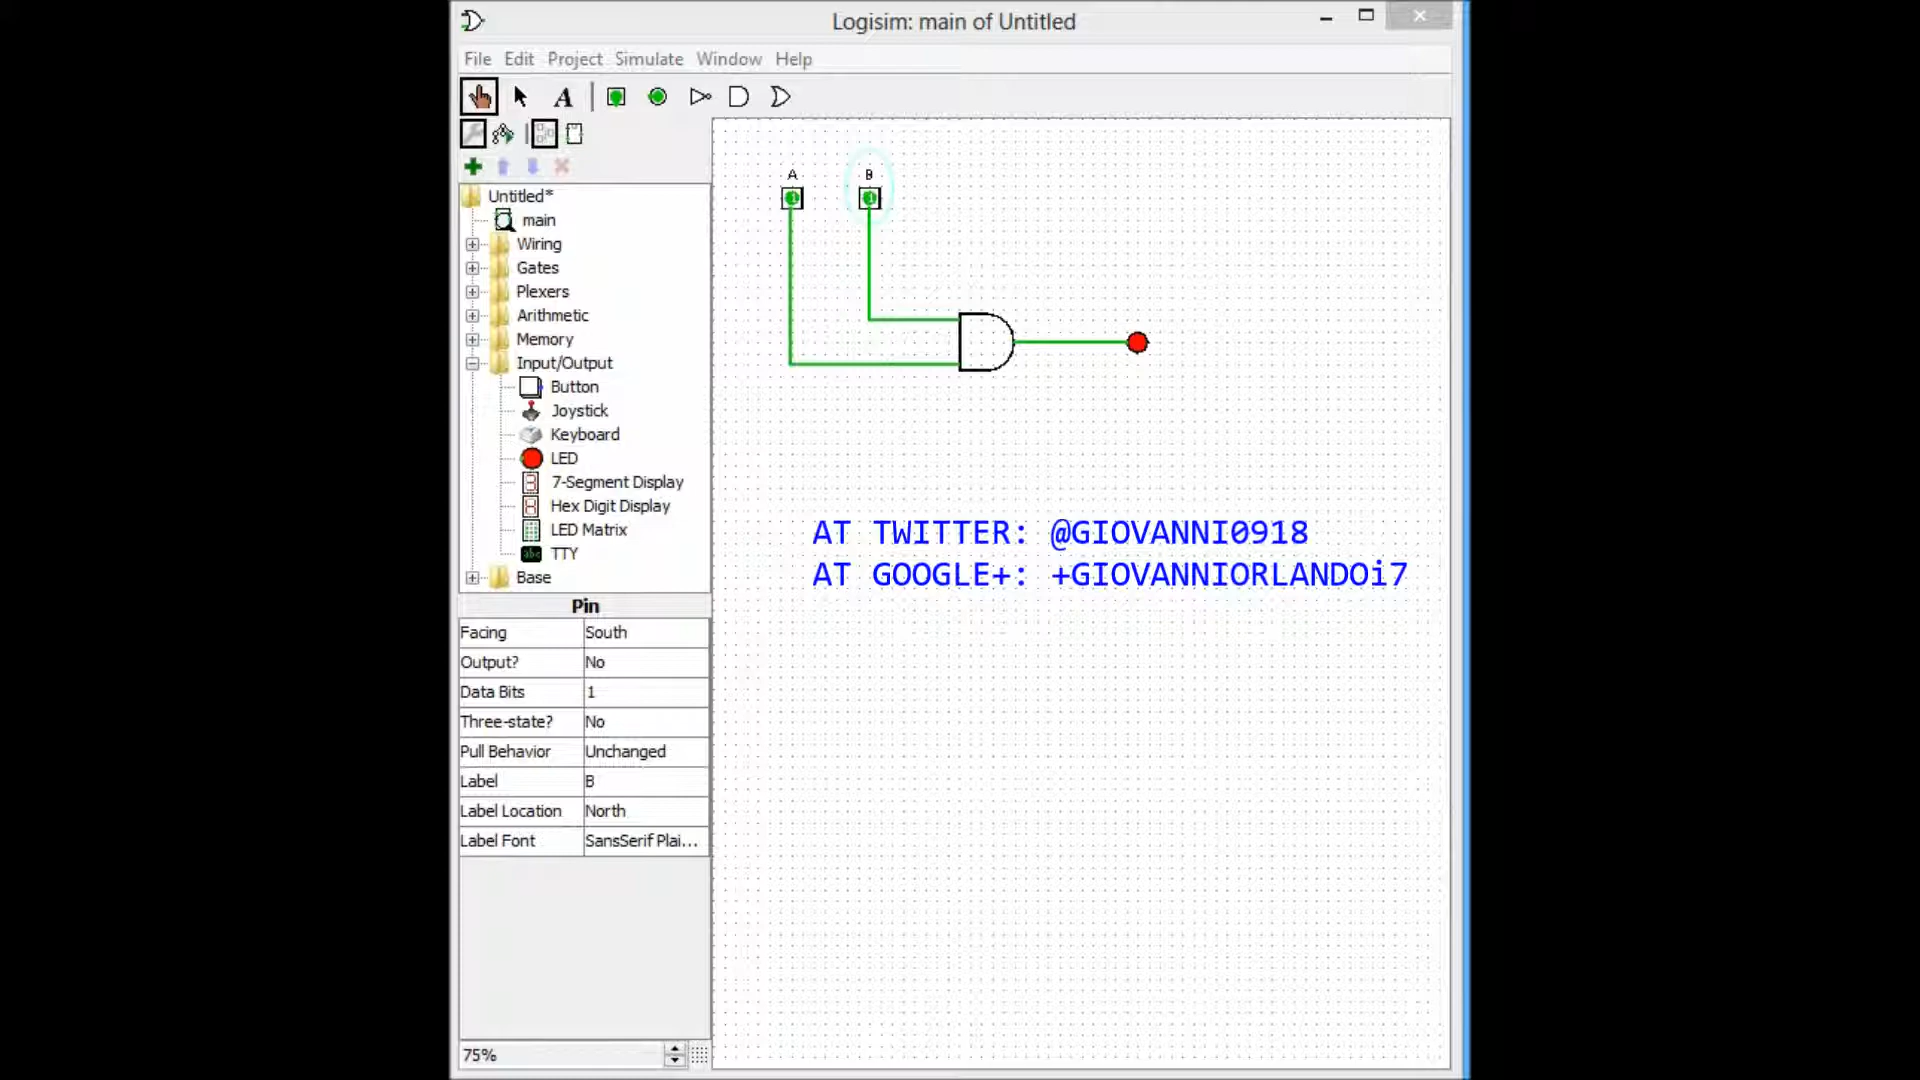 Logisim: main of Untitled
File Edit Project Simulate Window Help
A
Untitled*
main
Wiring
Gates
Plexers
Arithmetic
Memory
Input/Output
Button
Joystick
Keyboard
LED
7-Segment Display
Hex Digit Display
LED Matrix
TTY
Base
Pin
Facing South
Output? No
Data Bits 1
Three-state? No
Pull Behavior Unchanged
Label B
Label Location North
Label Font SansSerif Plai...
75%
A B
1 1
AT TWITTER: @GIOVANNI0918
AT GOOGLE+: +GIOVANNIORLANDOi7